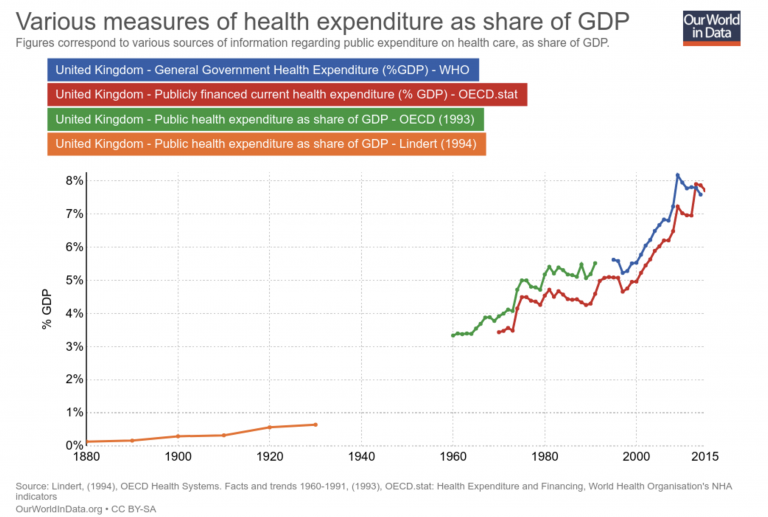 Various measures of health expenditure as share of GDP
Figures correspond to various sources of information regarding public expenditure on health care, as share of GDP.
Our World
in Data
United Kingdom - General Government Health Expenditure (%GDP) - WHO
United Kingdom - Publicly financed current health expenditure (% GDP) - OECD.stat
United Kingdom - Public health expenditure as share of GDP - OECD (1993)
United Kingdom - Public health expenditure as share of GDP - Lindert (1994)
8%
7%
6%
5%
4%
3%
2%
1%
0%
% GDP
1880
1900
1920
1940
1960
1980
2000
2015
Source: Lindert, (1994), OECD Health Systems. Facts and trends 1960-1991, (1993), OECD.stat: Health Expenditure and Financing, World Health Organisation's NHA
indicators
OurWorldInData.org • CC BY-SA